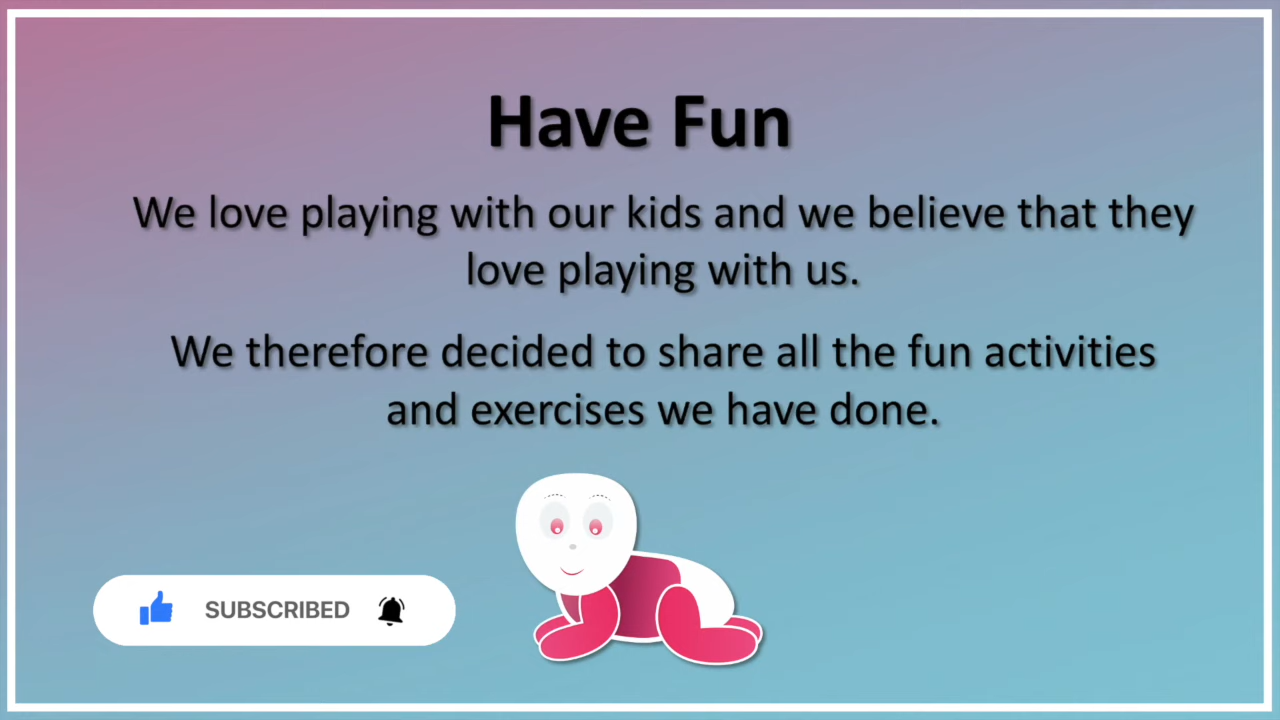 Have Fun
We love playing with our kids and we believe that they
love playing with us.
We therefore decided to share all the fun activities
and exercises we have done.
SUBSCRIBED